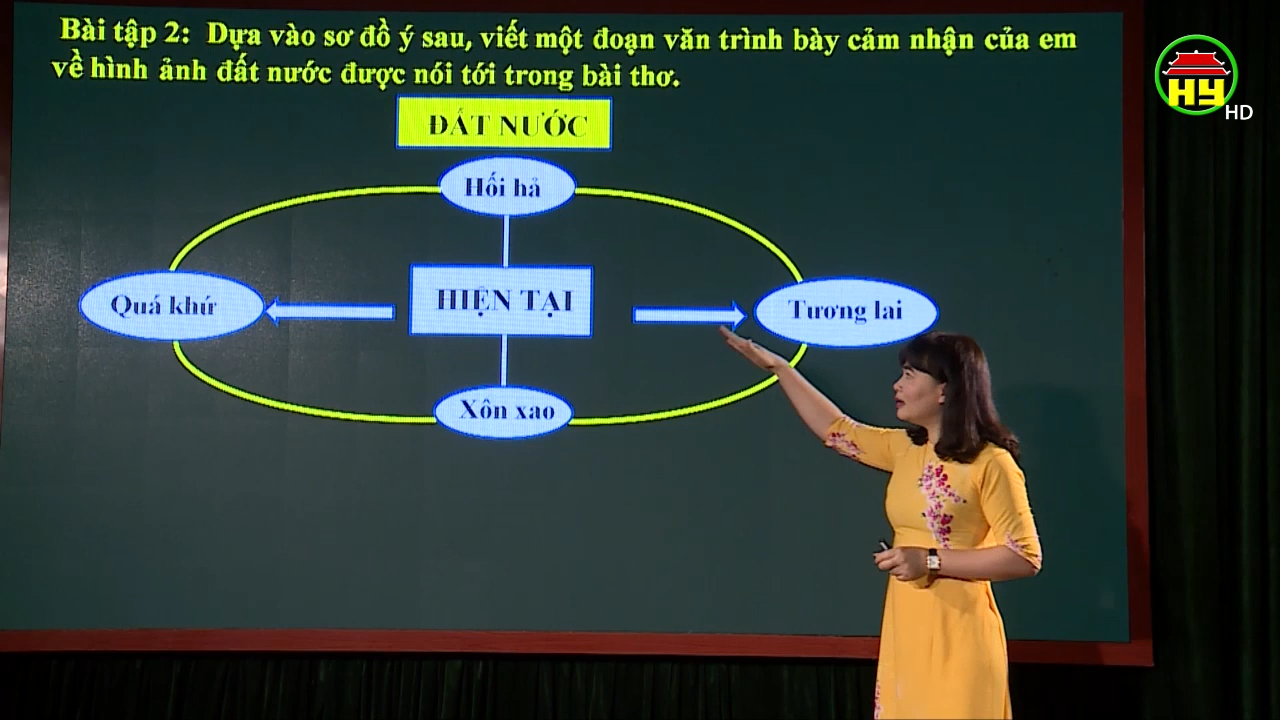 Bài tập 2: Dựa vào sơ đồ ý sau, viết một đoạn văn trình bày cảm nhận của em
về hình ảnh đất nước được nói tới trong bài thơ.
HY
HD
ĐẤT NƯỚC
Hối hả
Quá khứ
HIỆN TẠI
Tương lai
Xôn xao